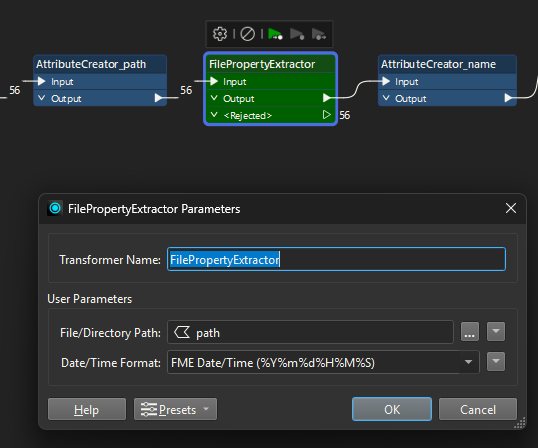 AttributeCreator_path
FilePropertyExtractor
AttributeCreator_name
56
Input
56
Input
Input
Output
Output
Output
<Rejected>
56
FilePropertyExtractor Parameters
Transformer Name: FilePropertyExtractor
User Parameters
File/Directory Path: path ...
Date/Time Format: FME Date/Time (%Y%m%d%H%M%S)
Help Presets OK Cancel